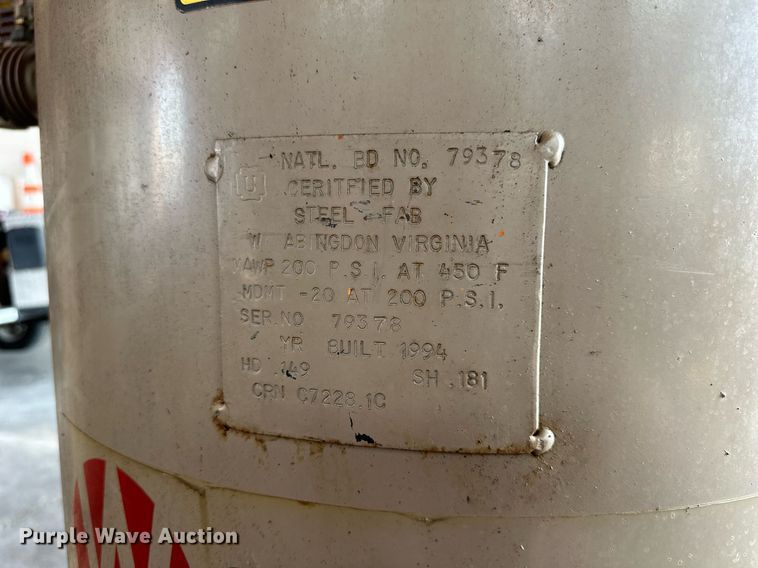 NATL. BD NO. 79378
U CERITFIED BY
STEEL-FAB
W ABINGDON VIRGINIA
MAWP 200 P.S.I. AT 450 F
MDMT -20 AT 200 P.S.I.
SER.NO 79378
YR BUILT 1994
HD .149 SH .181
CRN C7228.1C
Purple Wave Auction